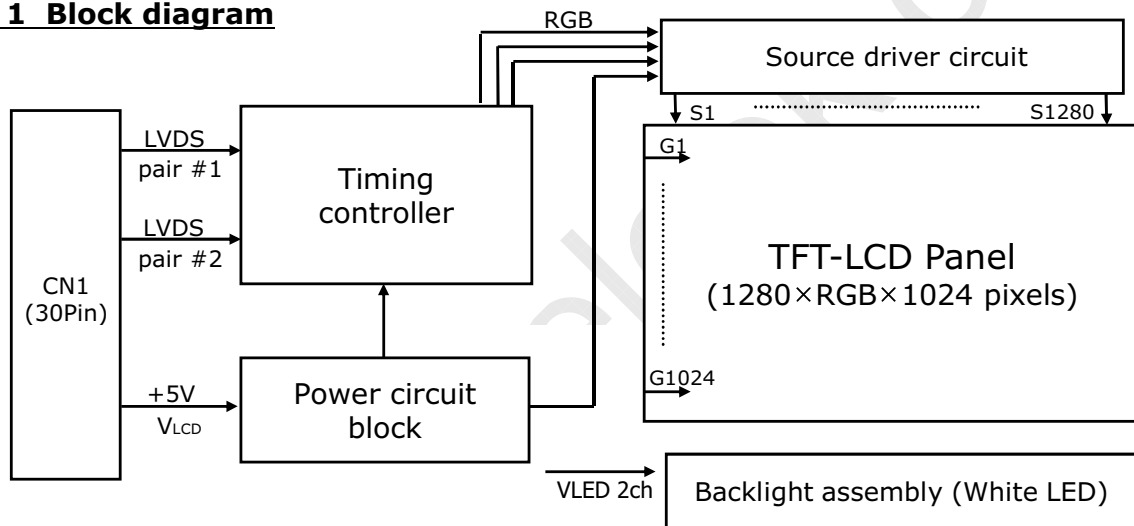 1 Block diagram
RGB
Source driver circuit
S1
S1280
LVDS
pair #1
G1
Timing
controller
LVDS
pair #2
TFT-LCD Panel
(1280×RGB×1024 pixels)
CN1
(30Pin)
G1024
+5V
VLCD
Power circuit
block
VLED 2ch
Backlight assembly (White LED)